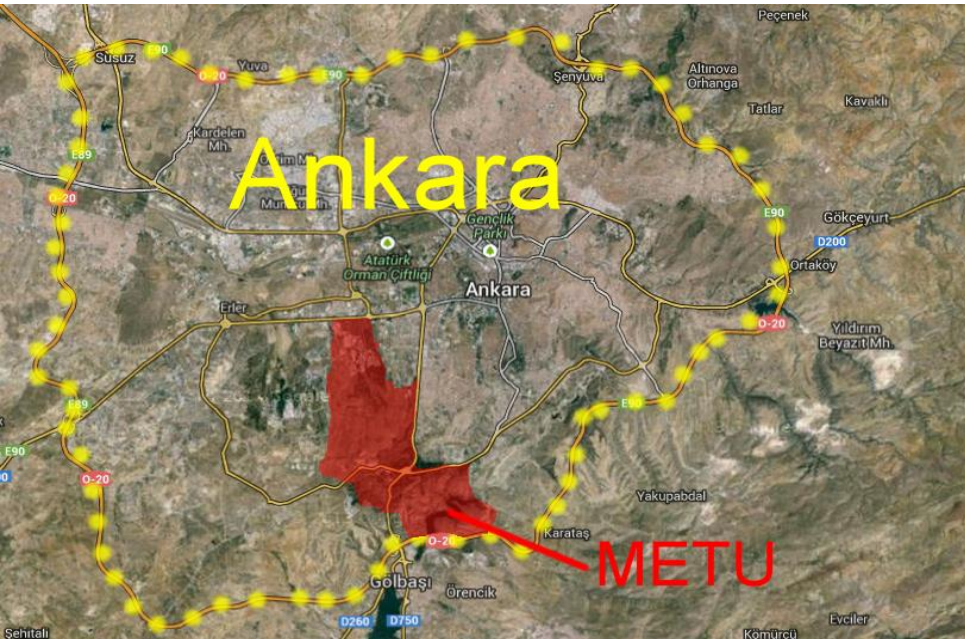 Peçenek
E90
Susuz
O-20
Yuva
E90
Şenyuva
Altınova
Orhanga
Tatlar
Kavaklı
Kardelen
Mh.
E89
Ankara
O-20
E90
Gençlik
Parkı
Gökçeyurt
D200
Atatürk
Orman Çiftliği
Ortaköy
Ankara
Erler
O-20
Yıldırım
Beyazıt Mh.
E89
E90
E90
O-20
Yakupabdal
Karataş
O-20
METU
Gölbaşı
Örencik
D260
D750
Evciler
Şehitali
Kömürcü